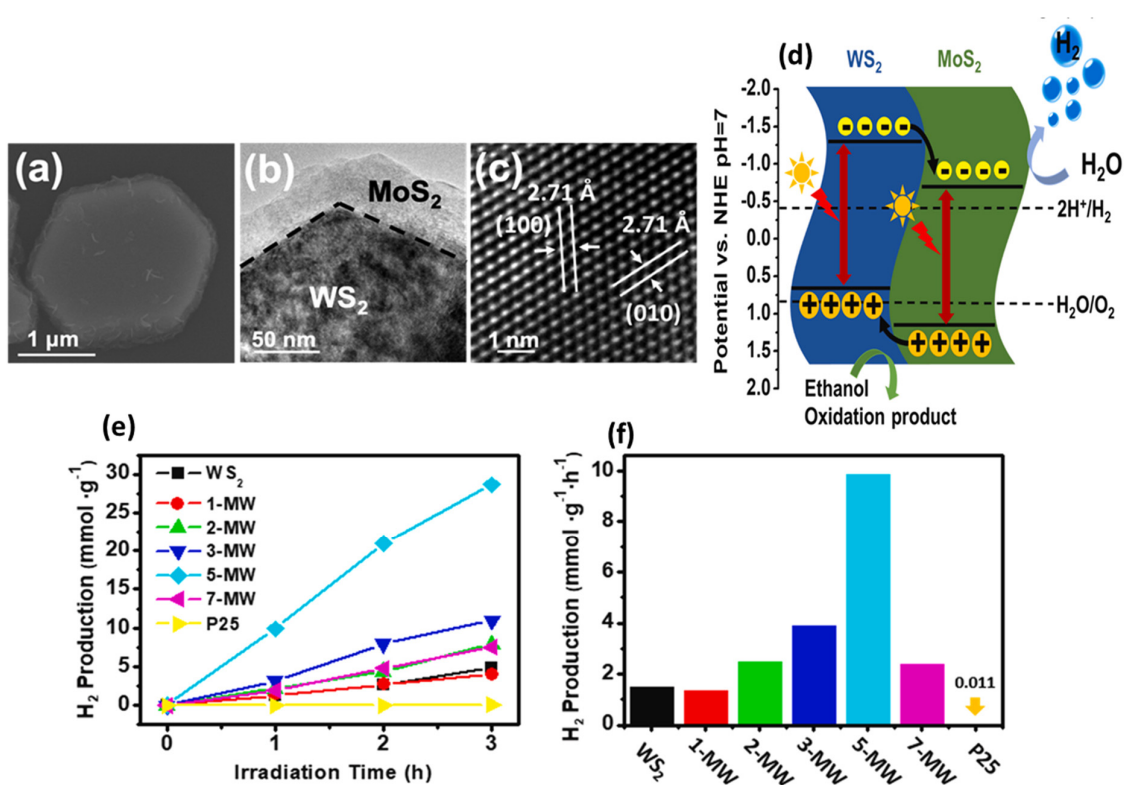 (a)
1 µm
(b)
MoS2
WS2
50 nm
(c)
2.71 Å
(100)
2.71 Å
(010)
1 nm
(d)
WS2
MoS2
H2
H2O
Potential vs. NHE pH=7
-2.0
-1.5
-1.0
-0.5
0.0
0.5
1.0
1.5
2.0
2H+/H2
H2O/O2
- - - -
- - - -
+ + + +
+ + + +
Ethanol
Oxidation product
(e)
H2 Production (mmol ·g-1)
30
25
20
15
10
5
0
WS2
1-MW
2-MW
3-MW
5-MW
7-MW
P25
0 1 2 3
Irradiation Time (h)
(f)
H2 Production (mmol ·g-1·h-1)
10
8
6
4
2
0
0.011
WS2 1-MW 2-MW 3-MW 5-MW 7-MW P25